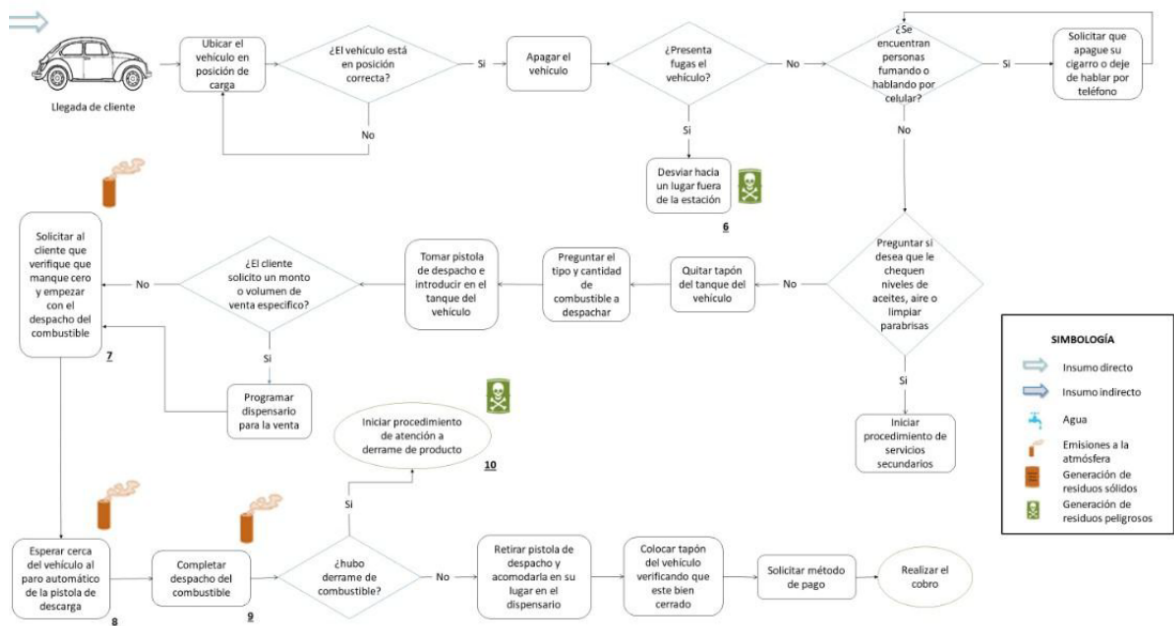 Llegada de cliente
Ubicar el
vehículo en
posición de
carga
¿El vehículo está
en posición
correcta?
Si
No
Apagar el
vehículo
¿Presenta
fugas el
vehículo?
No
Si
Desviar hacia
un lugar fuera
de la estación
6
¿Se
encuentran
personas
fumando o
hablando por
celular?
Si
No
Solicitar que
apague su
cigarro o deje
de hablar por
teléfono
Preguntar si
desea que le
chequen
niveles de
aceites, aire o
limpiar
parabrisas
No
Si
Iniciar
procedimiento de
servicios
secundarios
Quitar tapón
del tanque del
vehículo
Preguntar el
tipo y cantidad
de
combustible a
despachar
Tomar pistola
de despacho e
introducir en el
tanque del
vehículo
¿El cliente
solicito un monto
o volumen de
venta especifico?
No
Si
Programar
dispensario
para la venta
Solicitar al
cliente que
verifique que
manque cero
y empezar
con el
despacho del
combustible
7
Esperar cerca
del vehículo al
paro automático
de la pistola de
descarga
8
Completar
despacho del
combustible
9
¿hubo
derrame de
combustible?
Si
Iniciar procedimiento
de atención a
derrame de producto
10
No
Retirar pistola de
despacho y
acomodarla en su
lugar en el
dispensario
Colocar tapón
del vehículo
verificando que
este bien
cerrado
Solicitar método
de pago
Realizar el
cobro
SIMBOLOGÍA
Insumo directo
Insumo indirecto
Agua
Emisiones a la
atmósfera
Generación de
residuos sólidos
Generación de
residuos peligrosos